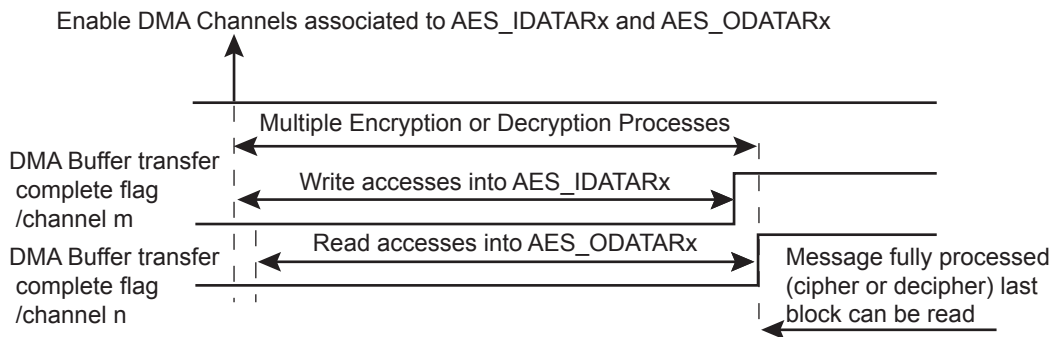 Enable DMA Channels associated to AES_IDATARx and AES_ODATARx
Multiple Encryption or Decryption Processes
DMA Buffer transfer
complete flag
/channel m
Write accesses into AES_IDATARx
Read accesses into AES_ODATARx
DMA Buffer transfer
complete flag
/channel n
Message fully processed
(cipher or decipher) last
block can be read